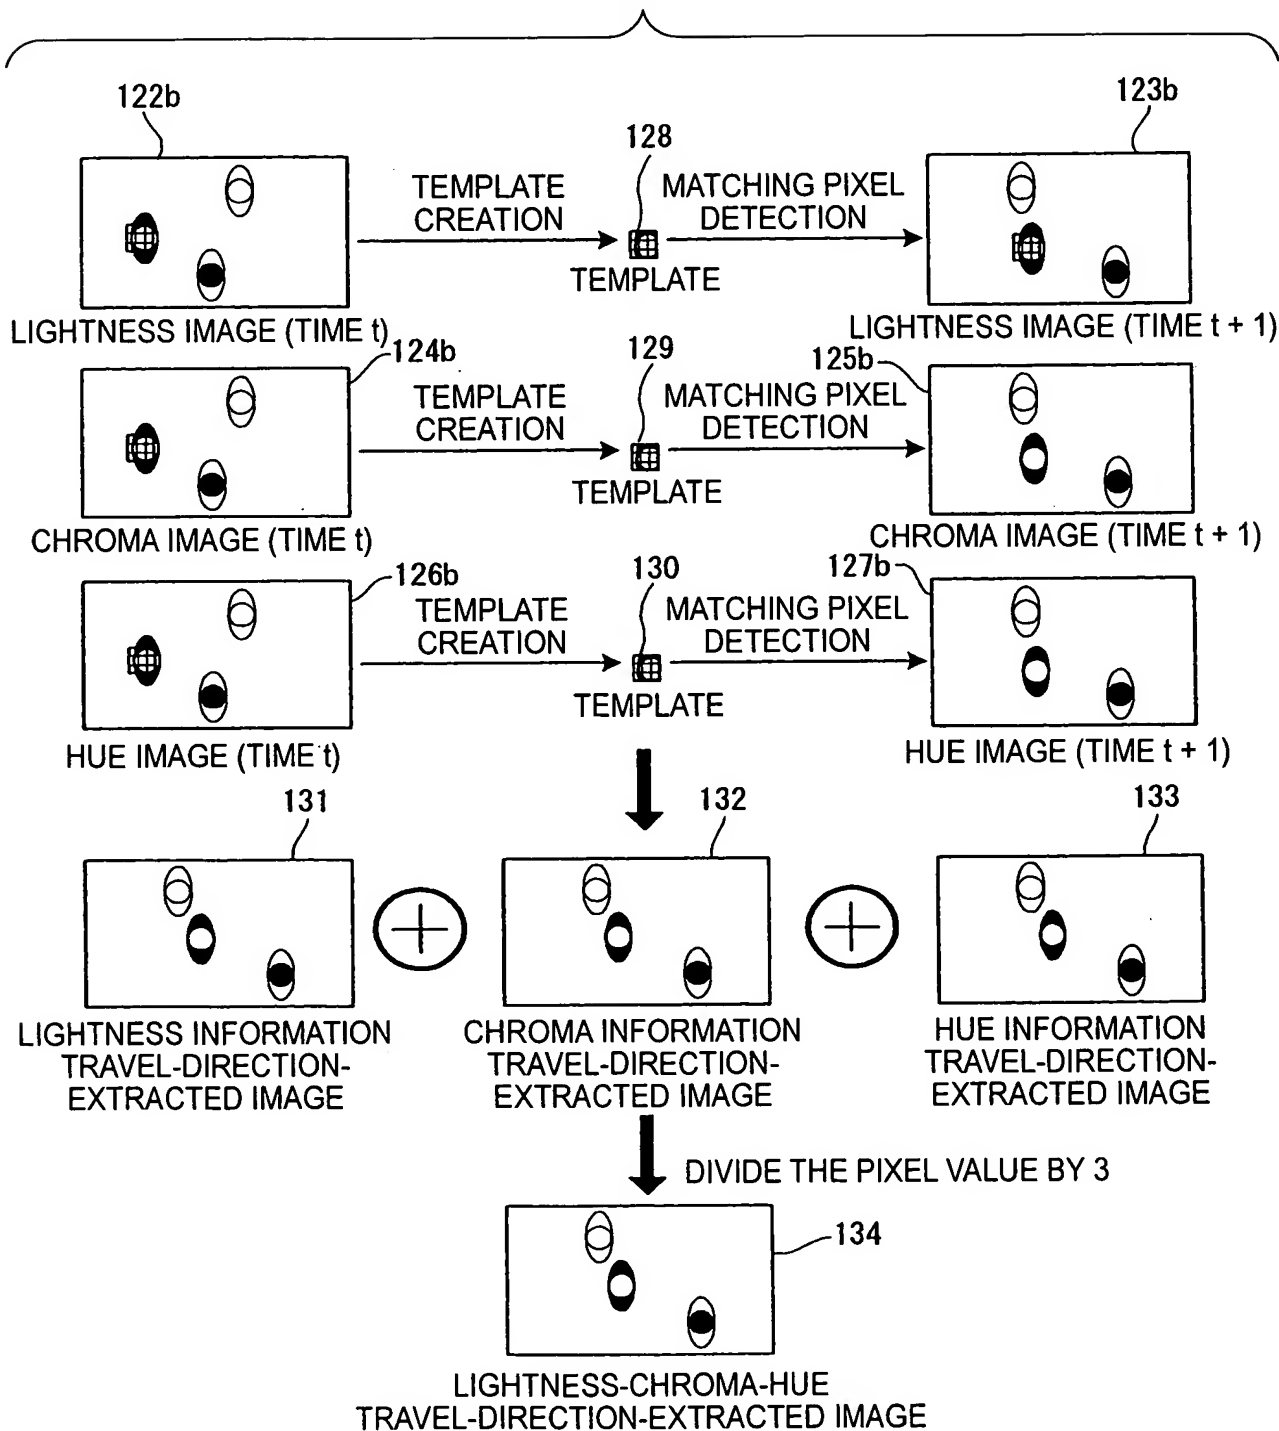 122b
128
123b
TEMPLATE
CREATION
MATCHING PIXEL
DETECTION
TEMPLATE
LIGHTNESS IMAGE (TIME t)
LIGHTNESS IMAGE (TIME t + 1)
124b
129
125b
TEMPLATE
CREATION
MATCHING PIXEL
DETECTION
TEMPLATE
CHROMA IMAGE (TIME t)
CHROMA IMAGE (TIME t + 1)
126b
130
127b
TEMPLATE
CREATION
MATCHING PIXEL
DETECTION
TEMPLATE
HUE IMAGE (TIME t)
HUE IMAGE (TIME t + 1)
131
132
133
LIGHTNESS INFORMATION
TRAVEL-DIRECTION-
EXTRACTED IMAGE
CHROMA INFORMATION
TRAVEL-DIRECTION-
EXTRACTED IMAGE
HUE INFORMATION
TRAVEL-DIRECTION-
EXTRACTED IMAGE
DIVIDE THE PIXEL VALUE BY 3
134
LIGHTNESS-CHROMA-HUE
TRAVEL-DIRECTION-EXTRACTED IMAGE